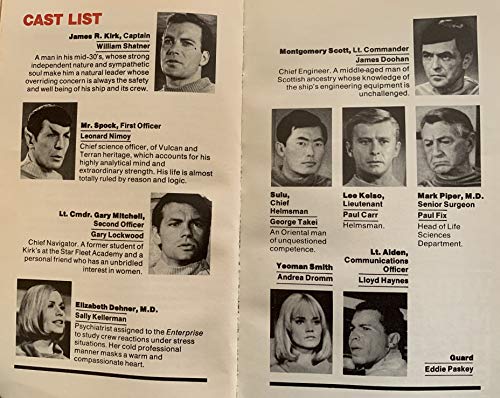 CAST LIST
James R. Kirk, Captain
William Shatner
A man in his mid-30's, whose strong
independent nature and sympathetic
soul make him a natural leader whose
overriding concern is always the safety
and well being of his ship and its crew.
Mr. Spock, First Officer
Leonard Nimoy
Chief science officer, of Vulcan and
Terran heritage, which accounts for his
highly analytical mind and
extraordinary strength. His life is almost
totally ruled by reason and logic.
Lt. Cmdr. Gary Mitchell,
Second Officer
Gary Lockwood
Chief Navigator. A former student of
Kirk's at the Star Fleet Academy and a
personal friend who has an unbridled
interest in women.
Elizabeth Dehner, M.D.
Sally Kellerman
Psychiatrist assigned to the Enterprise
to study crew reactions under stress
situations. Her cold professional
manner masks a warm and
compassionate heart.
Montgomery Scott, Lt. Commander
James Doohan
Chief Engineer. A middle-aged man of
Scottish ancestry whose knowledge of
the ship's engineering equipment is
unchallenged.
Sulu,
Chief
Helmsman
George Takei
An Oriental man
of unquestioned
competence.
Lee Kelso,
Lieutenant
Paul Carr
Helmsman.
Mark Piper, M.D.
Senior Surgeon
Paul Fix
Head of Life
Sciences
Department.
Yeoman Smith
Andrea Dromm
Lt. Alden,
Communications
Officer
Lloyd Haynes
Guard
Eddie Paskey